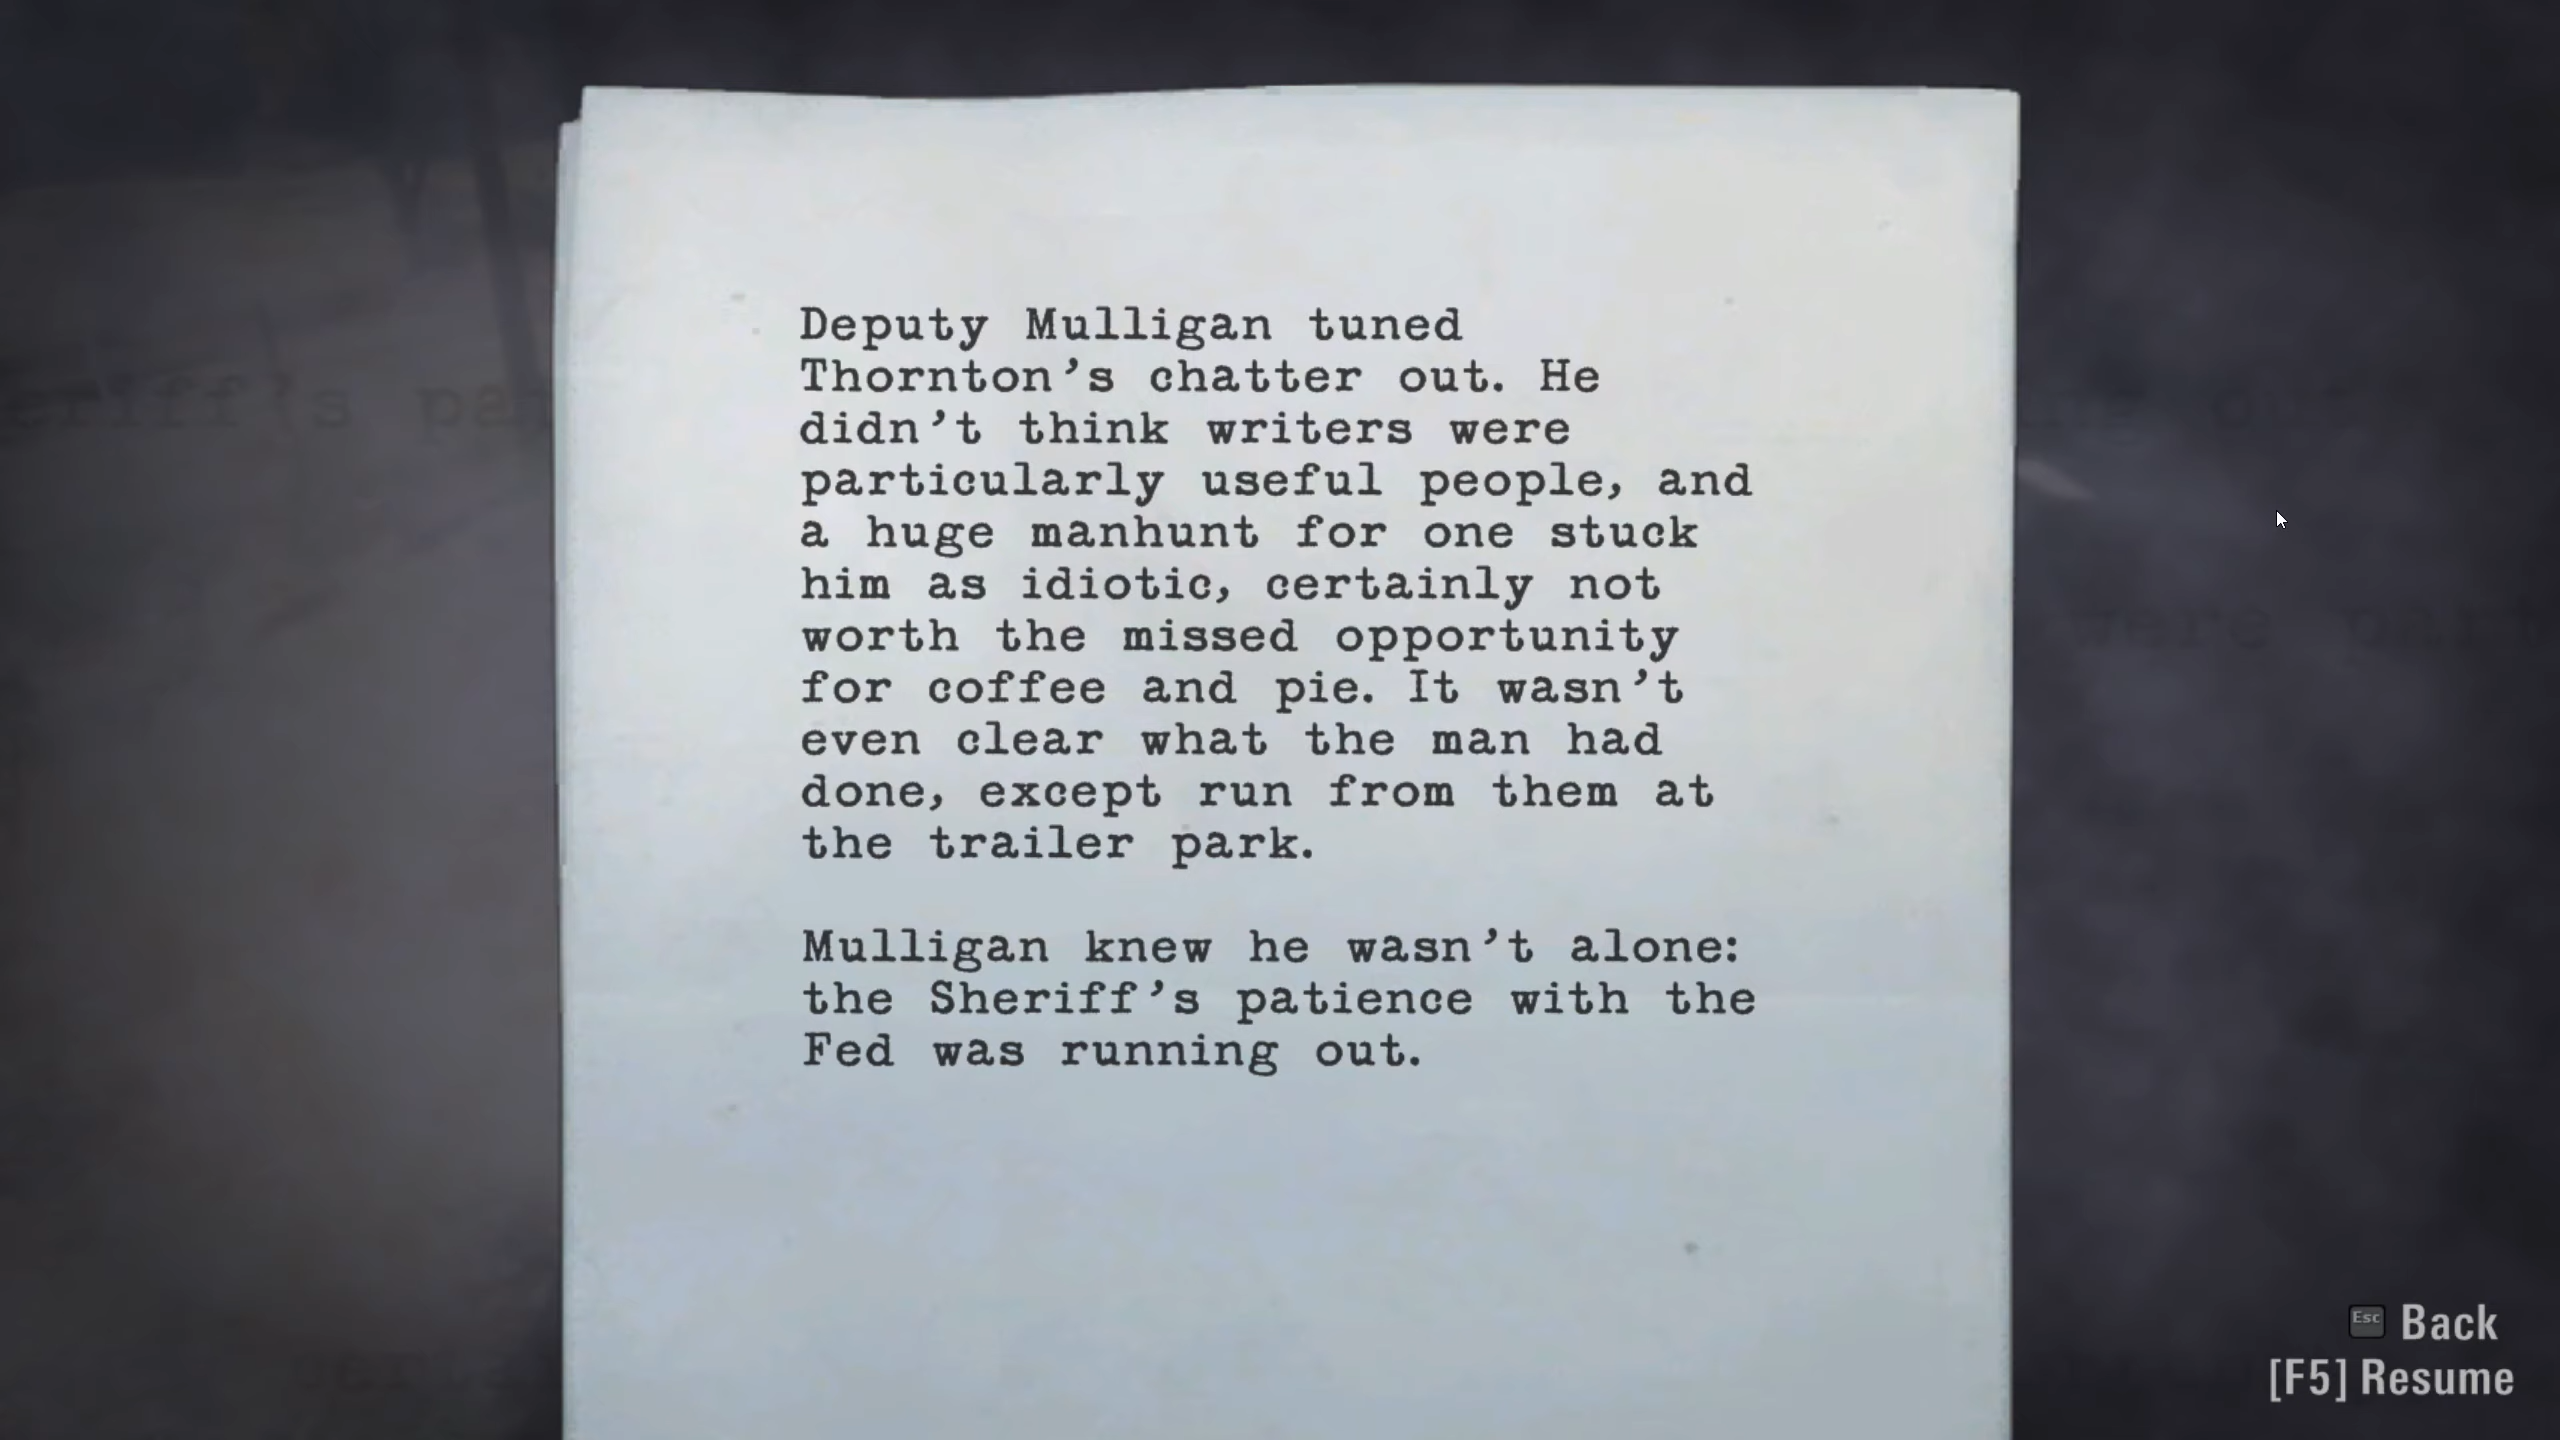 Deputy Mulligan tuned
Thornton’s chatter out. He
didn’t think writers were
particularly useful people, and
a huge manhunt for one stuck
him as idiotic, certainly not
worth the missed opportunity
for coffee and pie. It wasn’t
even clear what the man had
done, except run from them at
the trailer park.
Mulligan knew he wasn’t alone:
the Sheriff’s patience with the
Fed was running out.
Esc Back
[F5] Resume